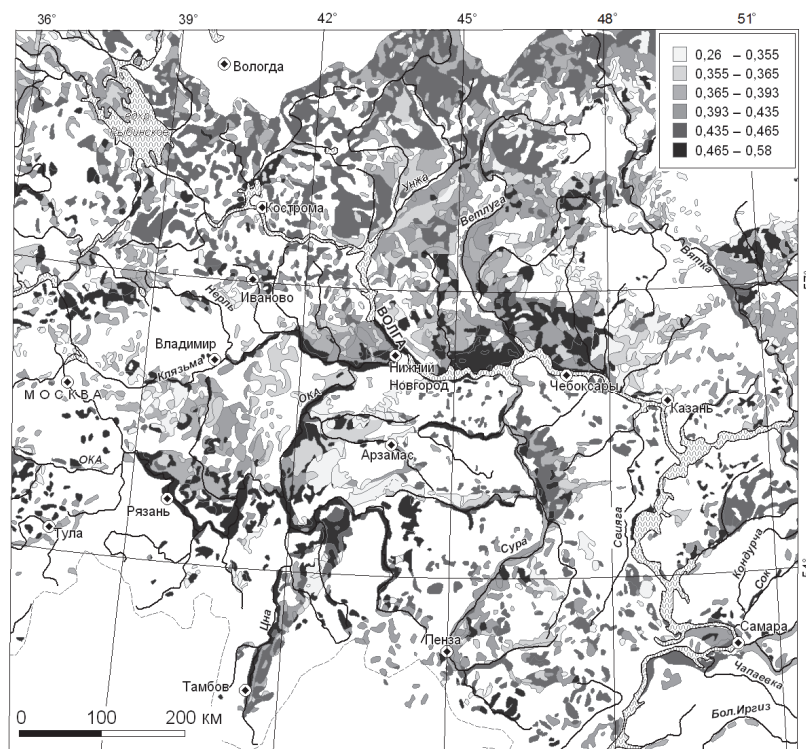 36° 39° 42° 45° 48° 51°
0,26 – 0,355
0,355 – 0,365
0,365 – 0,393
0,393 – 0,435
0,435 – 0,465
0,465 – 0,58
Вологда
Рыбинское
Унжа
Кострома
Ветлуга
Вятка
Нерль
Иваново
ВОЛГА
Владимир
Клязьма
Нижний
Новгород
Чебоксары
МОСКВА
ОКА
Казань
Арзамас
ОКА
Рязань
Тула
Сура
Свияга
Кондурча
Сок
54°
Цна
Пенза
Самара
Чапаевка
Тамбов
Бол.Иргиз
0 100 200 км